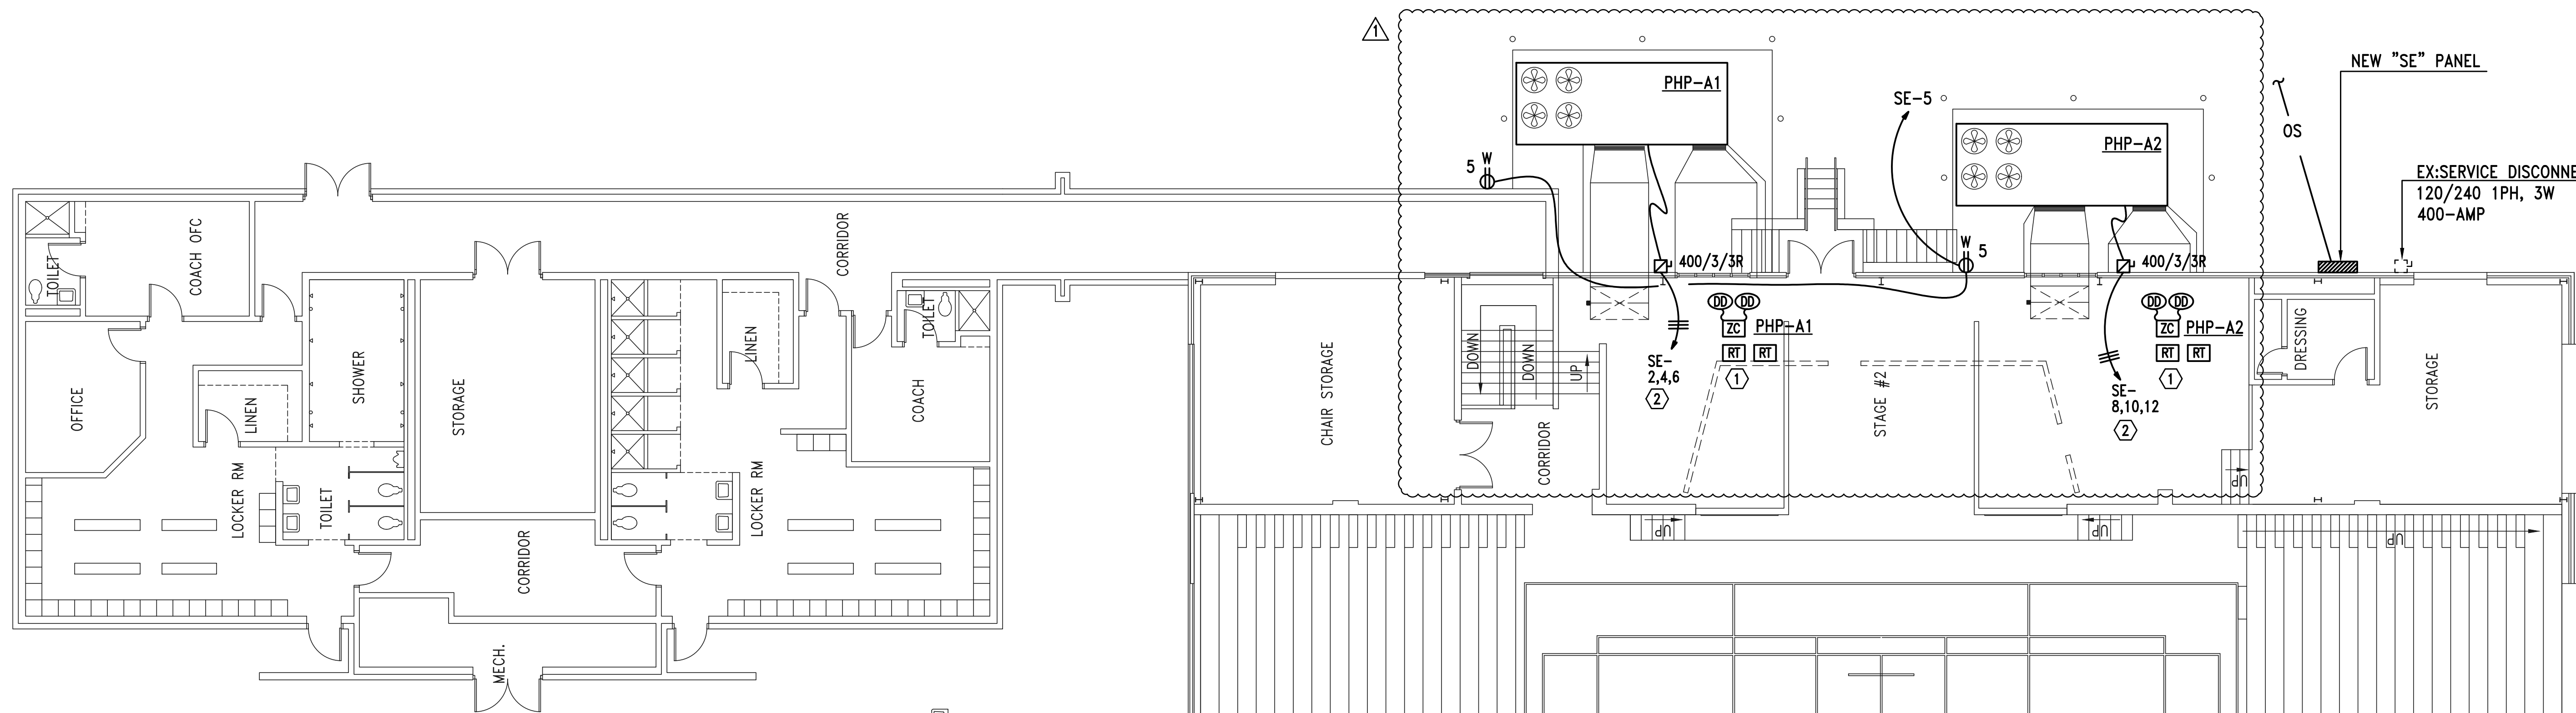 1
NEW "SE" PANEL
OS
EX:SERVICE DISCONNE
120/240 1PH, 3W
400-AMP
PHP-A1
SE-5
PHP-A2
5 W
W 5
400/3/3R
400/3/3R
DD DD
ZC PHP-A1
RT RT
1
SE-
2,4,6
2
DD DD
ZC PHP-A2
RT RT
1
SE-
8,10,12
2
TOILET
COACH OFC
CORRIDOR
TOILET
OFFICE
LINEN
SHOWER
STORAGE
LINEN
COACH
LOCKER RM
TOILET
CORRIDOR
LOCKER RM
MECH.
CHAIR STORAGE
DOWN
DOWN
UP
CORRIDOR
STAGE #2
DRESSING
STORAGE
UP
UP
UP
UP